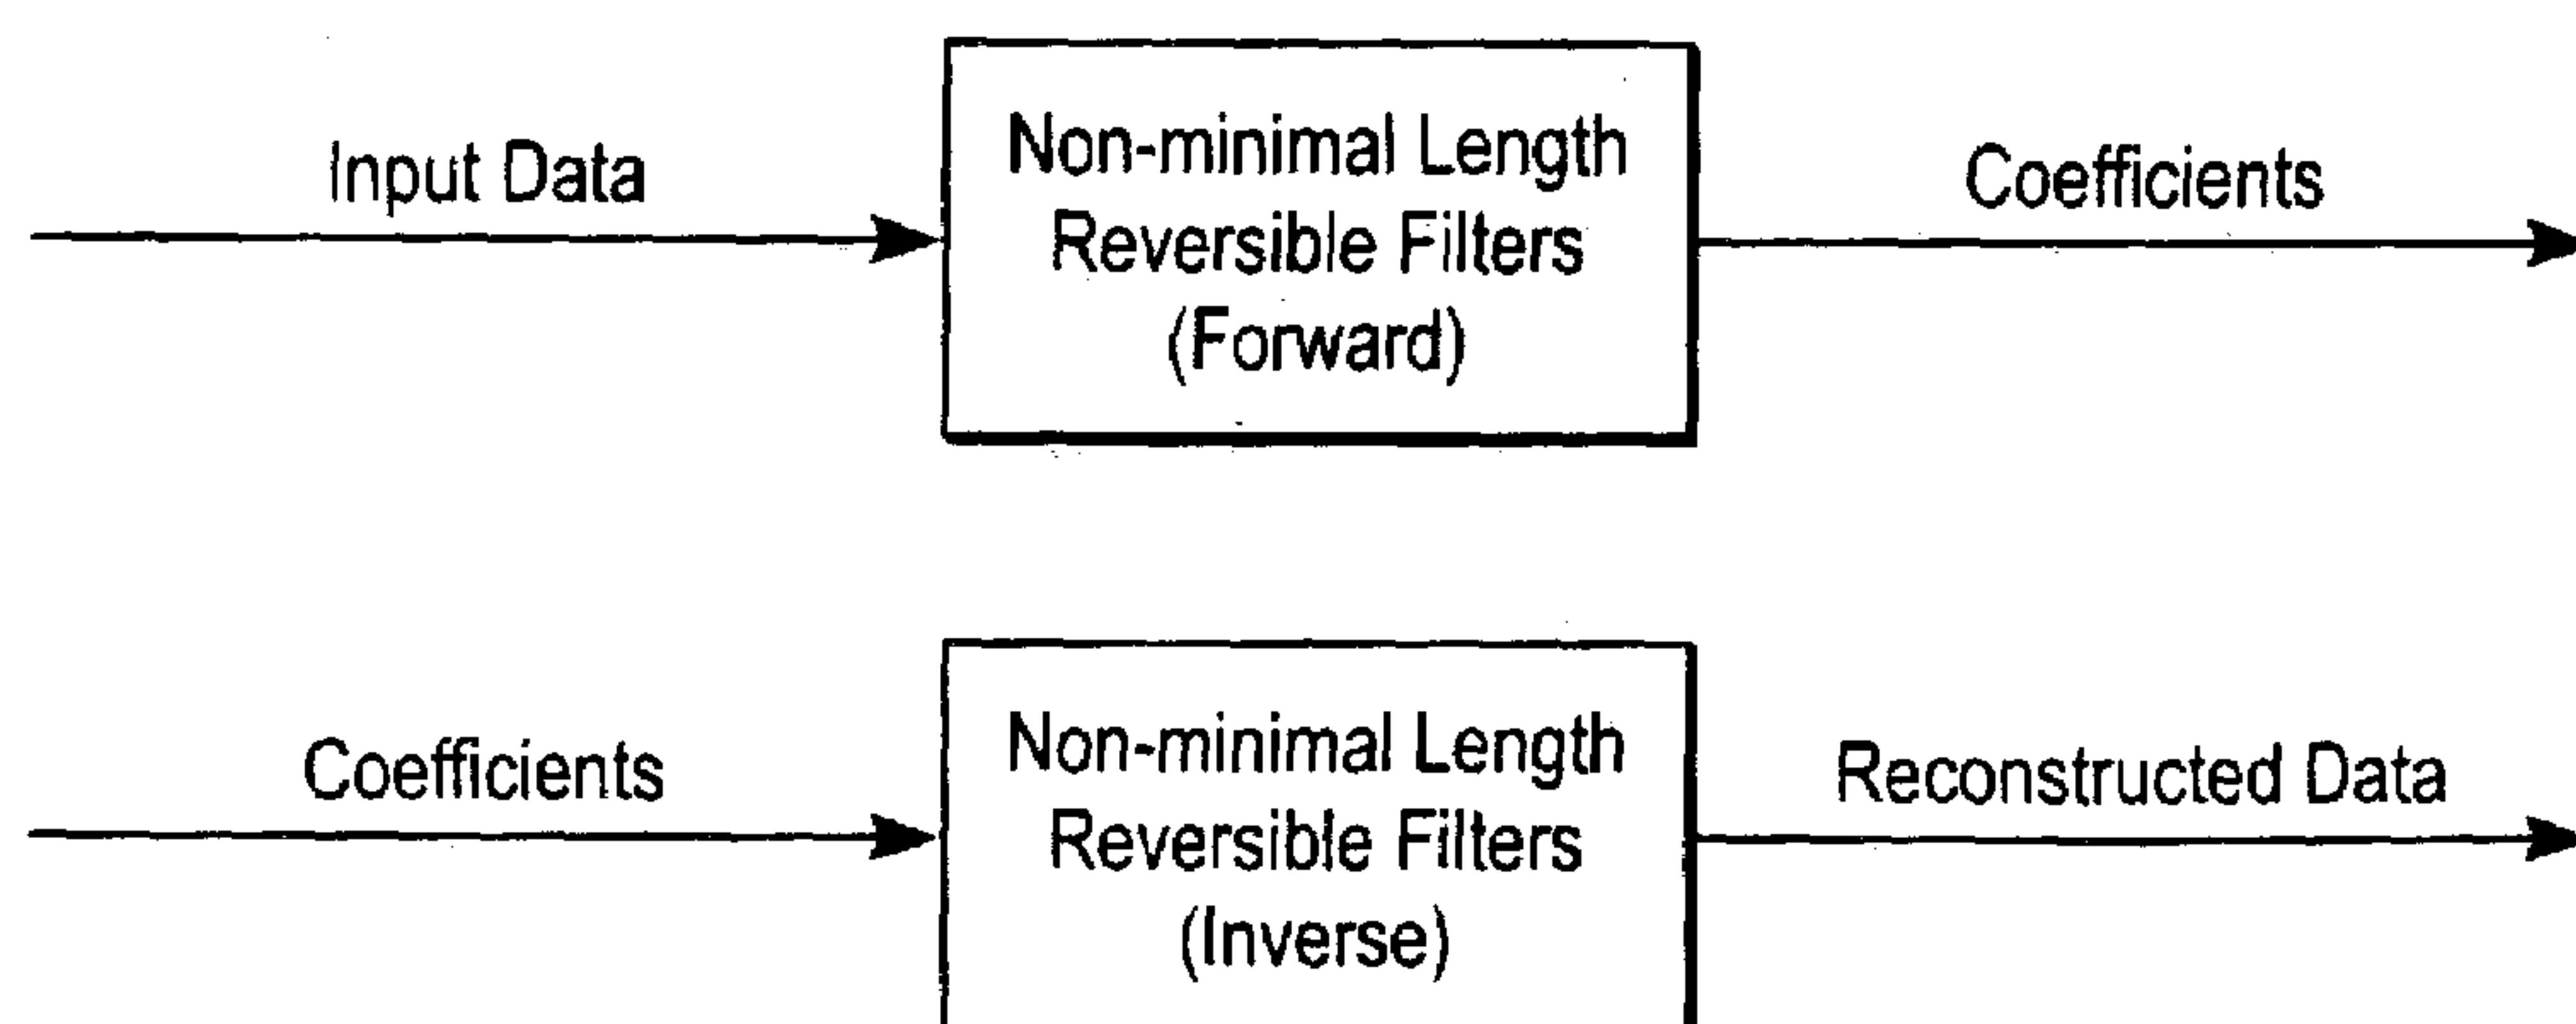 Input Data
Non-minimal Length
Reversible Filters
(Forward)
Coefficients
Coefficients
Non-minimal Length
Reversible Filters
(Inverse)
Reconstructed Data